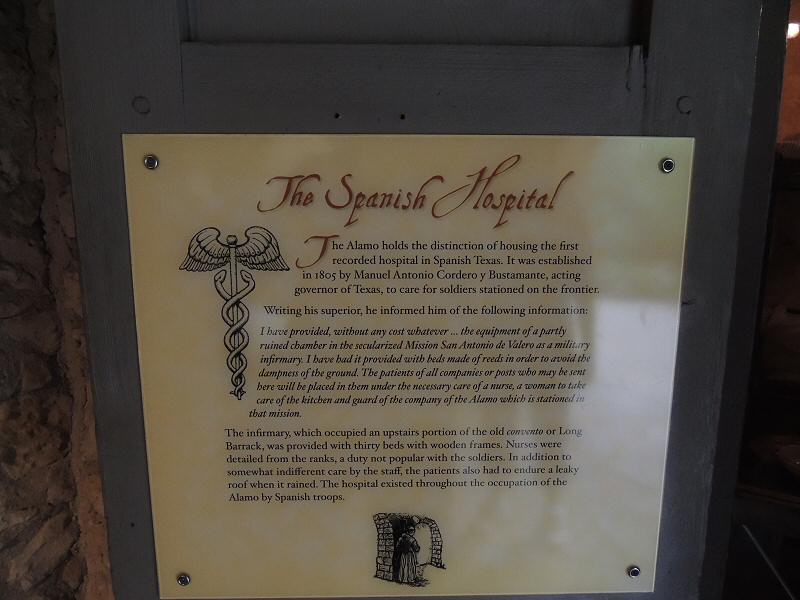 The Spanish Hospital
The Alamo holds the distinction of housing the first
recorded hospital in Spanish Texas. It was established
in 1805 by Manuel Antonio Cordero y Bustamante, acting
governor of Texas, to care for soldiers stationed on the frontier.
Writing his superior, he informed him of the following information:
I have provided, without any cost whatever ... the equipment of a partly
ruined chamber in the secularized Mission San Antonio de Valero as a military
infirmary. I have had it provided with beds made of reeds in order to avoid the
dampness of the ground. The patients of all companies or posts who may be sent
here will be placed in them under the necessary care of a nurse, a woman to take
care of the kitchen and guard of the company of the Alamo which is stationed in
that mission.
The infirmary, which occupied an upstairs portion of the old convento or Long
Barrack, was provided with thirty beds with wooden frames. Nurses were
detailed from the ranks, a duty not popular with the soldiers. In addition to
somewhat indifferent care by the staff, the patients also had to endure a leaky
roof when it rained. The hospital existed throughout the occupation of the
Alamo by Spanish troops.